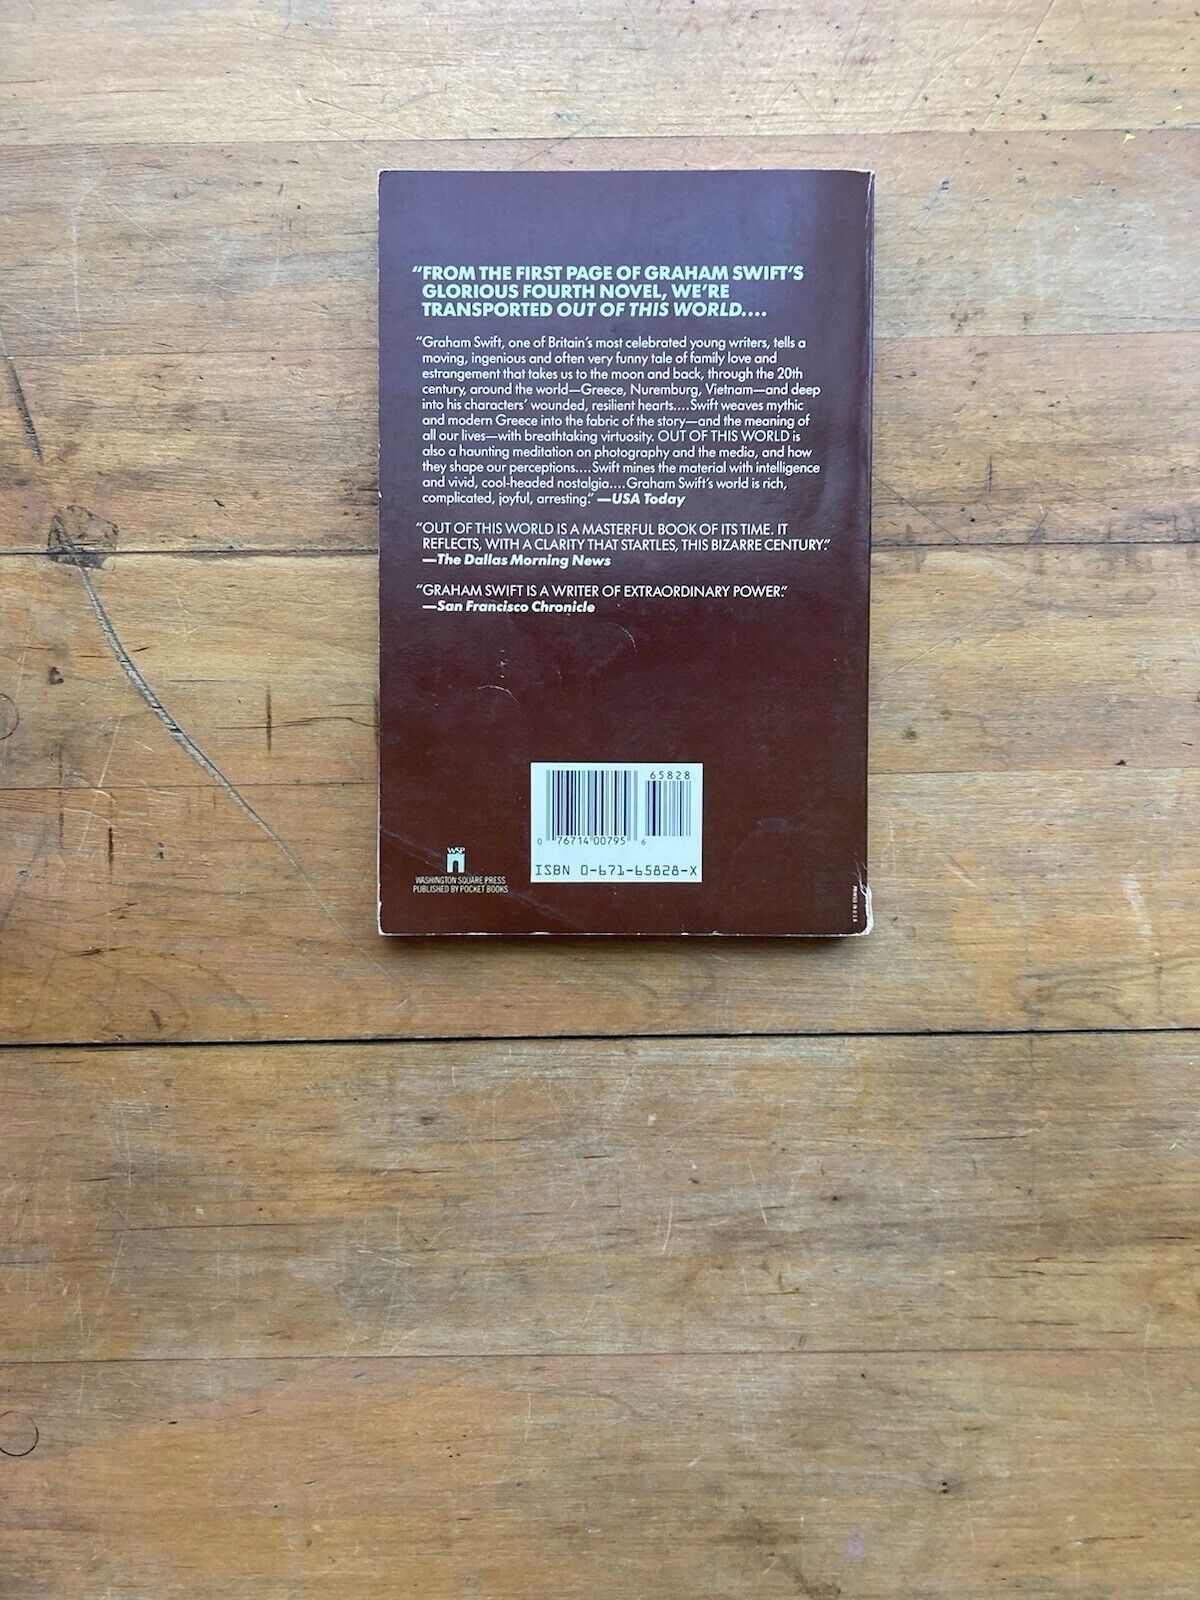 "FROM THE FIRST PAGE OF GRAHAM SWIFT'S
GLORIOUS FOURTH NOVEL, WE'RE
TRANSPORTED OUT OF THIS WORLD....
"Graham Swift, one of Britain's most celebrated young writers, tells a
moving, ingenious and often very funny tale of family love and
estrangement that takes us to the moon and back, through the 20th
century, around the world—Greece, Nuremburg, Vietnam—and deep
into his characters' wounded, resilient hearts....Swift weaves mythic
and modern Greece into the fabric of the story—and the meaning of
all our lives—with breathtaking virtuosity. OUT OF THIS WORLD is
also a haunting meditation on photography and the media, and how
they shape our perceptions....Swift mines the material with intelligence
and vivid, cool-headed nostalgia....Graham Swift's world is rich,
complicated, joyful, arresting." —USA Today
"OUT OF THIS WORLD IS A MASTERFUL BOOK OF ITS TIME. IT
REFLECTS, WITH A CLARITY THAT STARTLES, THIS BIZARRE CENTURY."
—The Dallas Morning News
"GRAHAM SWIFT IS A WRITER OF EXTRAORDINARY POWER."
—San Francisco Chronicle
65828
0 76714 00795 6
ISBN 0-671-65828-X
WSP
WASHINGTON SQUARE PRESS
PUBLISHED BY POCKET BOOKS
PRINTED IN U.S.A.